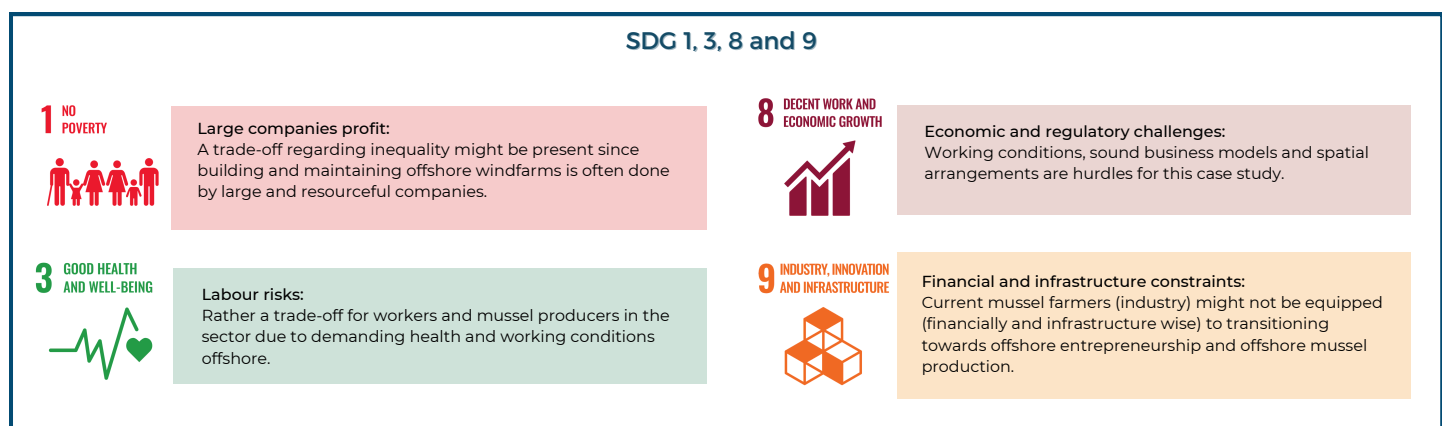 SDG 1, 3, 8 and 9
1 NO
POVERTY
Large companies profit:
A trade-off regarding inequality might be present since
building and maintaining offshore windfarms is often done
by large and resourceful companies.
3 GOOD HEALTH
AND WELL-BEING
Labour risks:
Rather a trade-off for workers and mussel producers in the
sector due to demanding health and working conditions
offshore.
8 DECENT WORK AND
ECONOMIC GROWTH
Economic and regulatory challenges:
Working conditions, sound business models and spatial
arrangements are hurdles for this case study.
9 INDUSTRY, INNOVATION
AND INFRASTRUCTURE
Financial and infrastructure constraints:
Current mussel farmers (industry) might not be equipped
(financially and infrastructure wise) to transitioning
towards offshore entrepreneurship and offshore mussel
production.